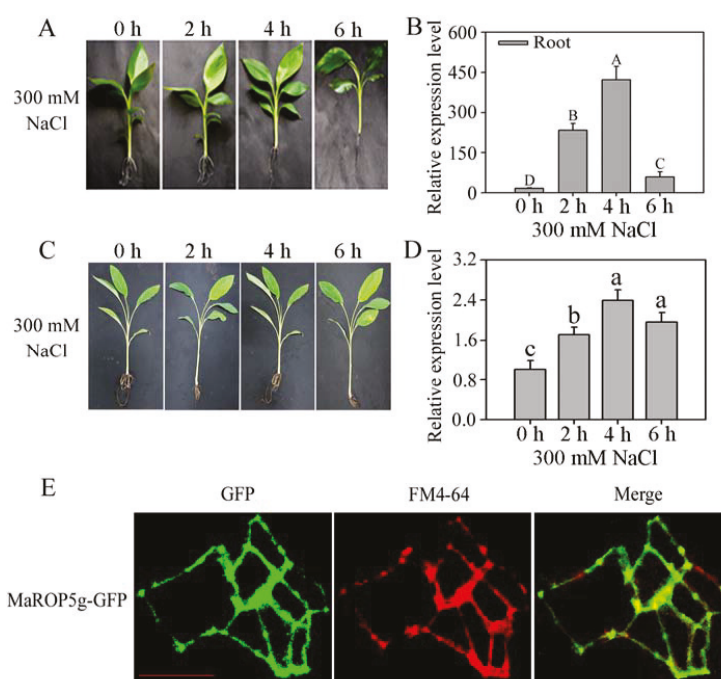 A
0 h 2 h 4 h 6 h
300 mM
NaCl
B
Relative expression level
600
450
300
150
0
Root
D
B
A
C
0 h 2 h 4 h 6 h
300 mM NaCl
C
0 h 2 h 4 h 6 h
300 mM
NaCl
D
Relative expression level
3.2
2.4
1.6
0.8
0.0
c
b
a
a
0 h 2 h 4 h 6 h
300 mM NaCl
E
GFP FM4-64 Merge
MaROP5g-GFP